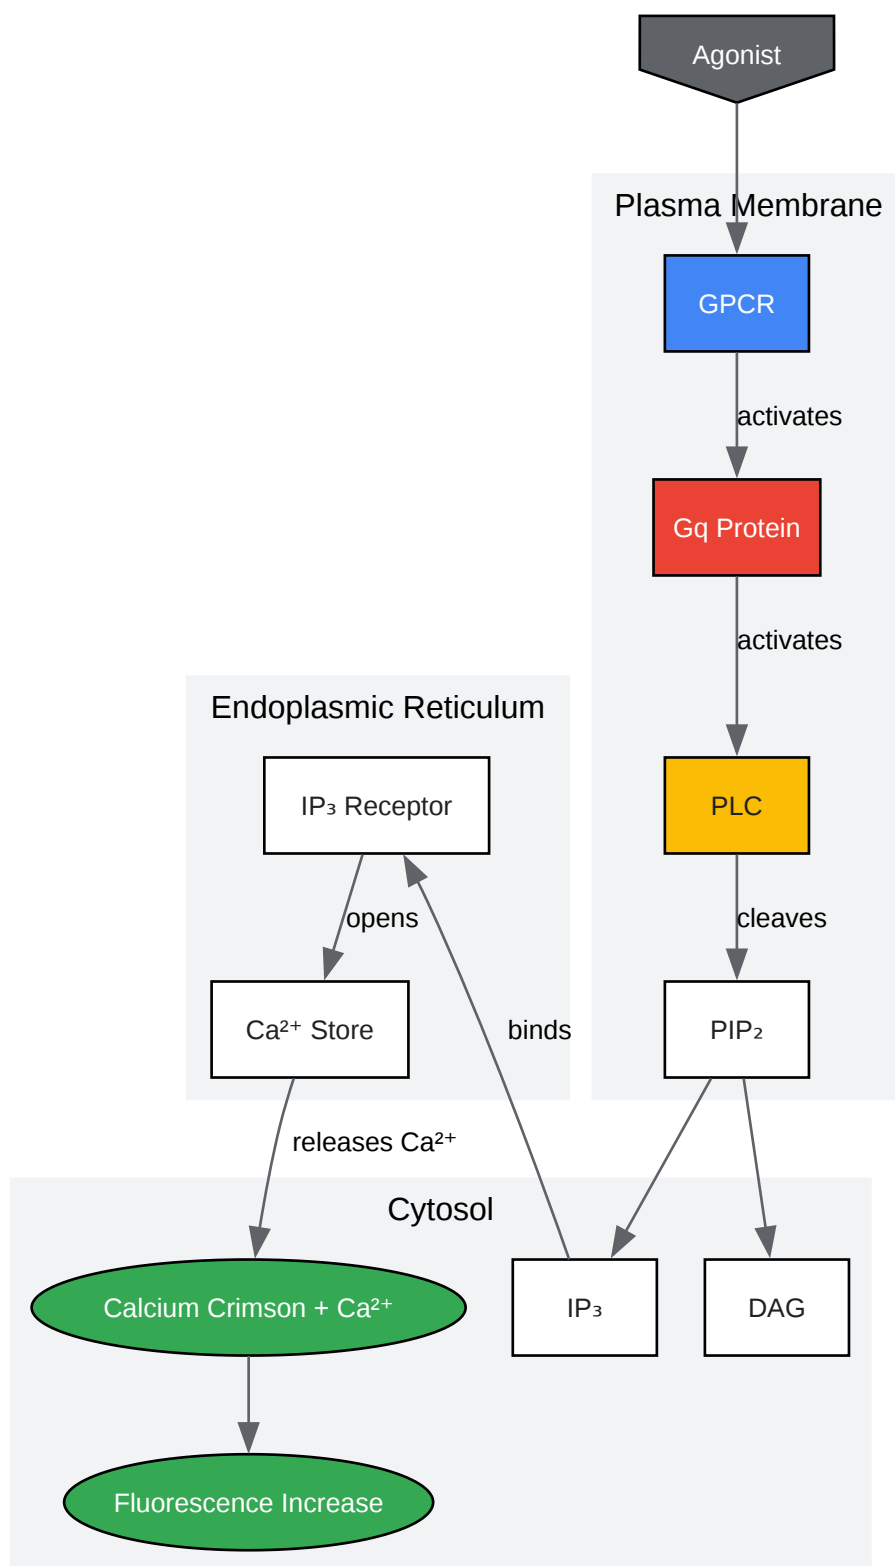 Agonist
Plasma Membrane
GPCR
activates
Gq Protein
activates
Endoplasmic Reticulum
IP₃ Receptor
PLC
opens
cleaves
Ca²⁺ Store
binds
PIP₂
releases Ca²⁺
Cytosol
Calcium Crimson + Ca²⁺
IP₃
DAG
Fluorescence Increase